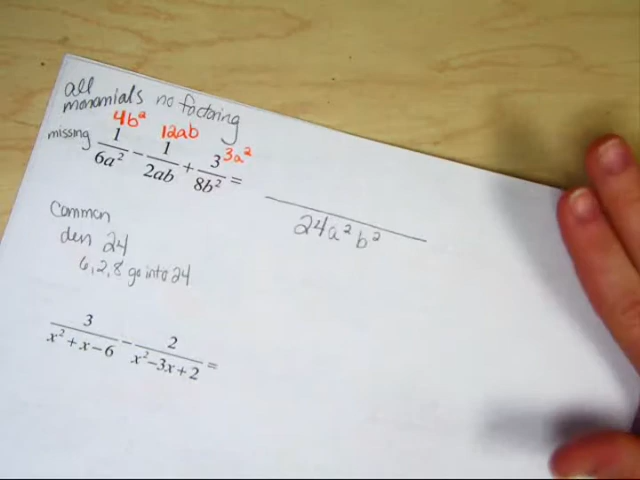 all
monomials no factoring
4b² 12ab 3a²
missing 1/6a² − 1/2ab + 3/8b² =
24a²b²
Common
den 24
6,2,8 go into 24
3/x²+x−6 − 2/x²−3x+2 =